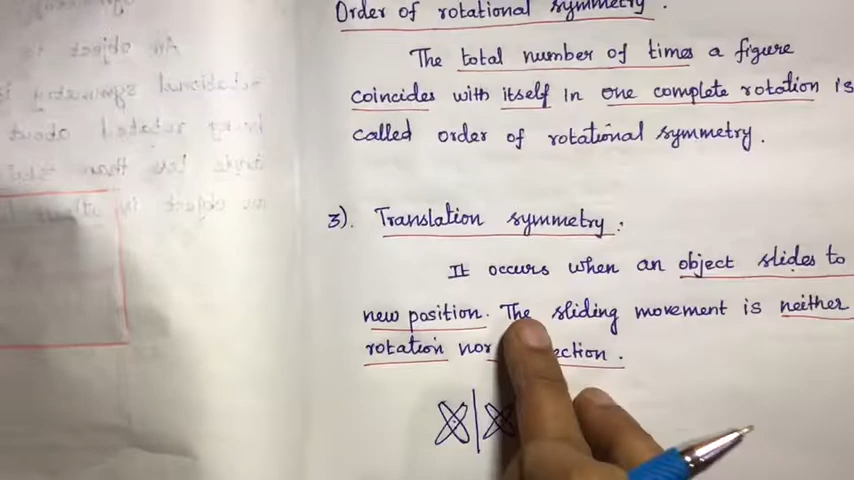 Order of rotational symmetry.
The total number of times a figure
coincides with itself in one complete rotation is
called order of rotational symmetry.
3). Translation symmetry:
It occurs when an object slides to
new position. The sliding movement is neither
rotation nor